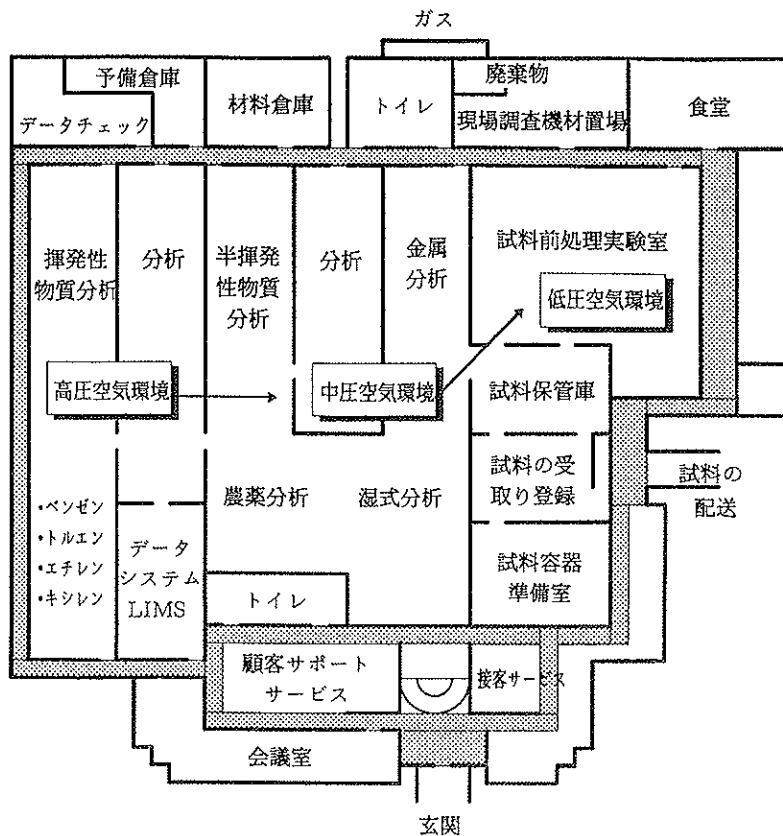 ガス
予備倉庫
データチェック
材料倉庫
トイレ
廃棄物
現場調査機材置場
食堂
揮発性
物質分析
分析
半揮発
性物質
分析
分析
金属
分析
試料前処理実験室
低圧空気環境
高圧空気環境
中圧空気環境
試料保管庫
農薬分析
湿式分析
試料の受
取り登録
試料の
配送
・ベンゼン
・トルエン
・エチレン
・キシレン
データ
システム
LIMS
トイレ
試料容器
準備室
顧客サポート
サービス
接客サービス
会議室
玄関